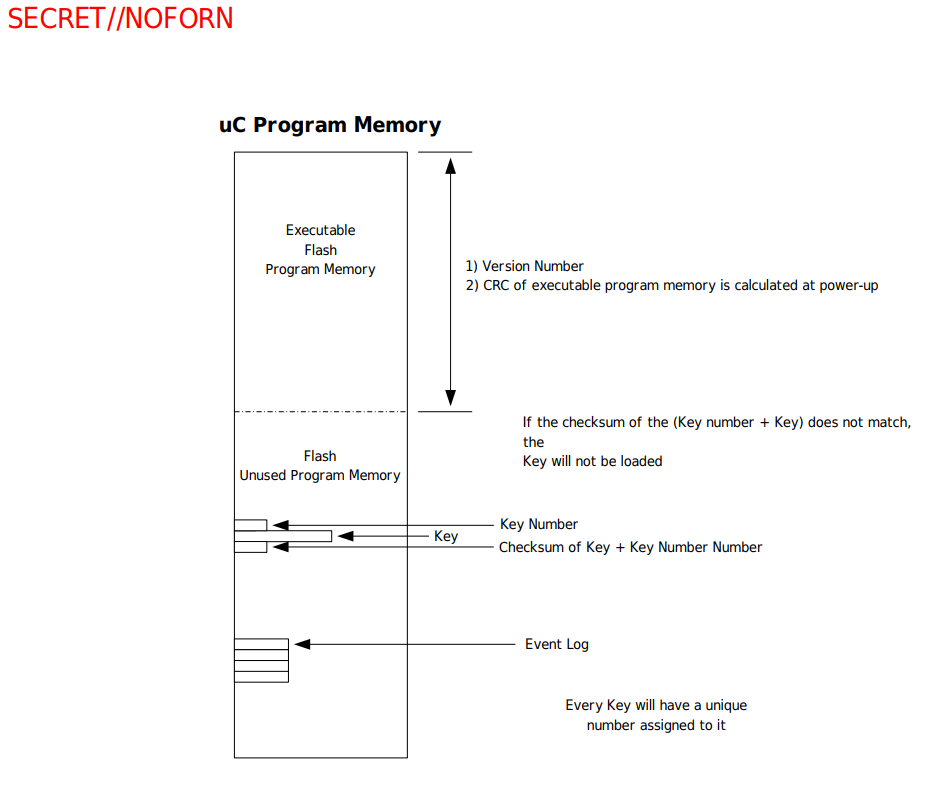 SECRET//NOFORN
uC Program Memory
Executable
Flash
Program Memory
1) Version Number
2) CRC of executable program memory is calculated at power-up
If the checksum of the (Key number + Key) does not match,
the
Key will not be loaded
Flash
Unused Program Memory
Key Number
Key
Checksum of Key + Key Number Number
Event Log
Every Key will have a unique
number assigned to it